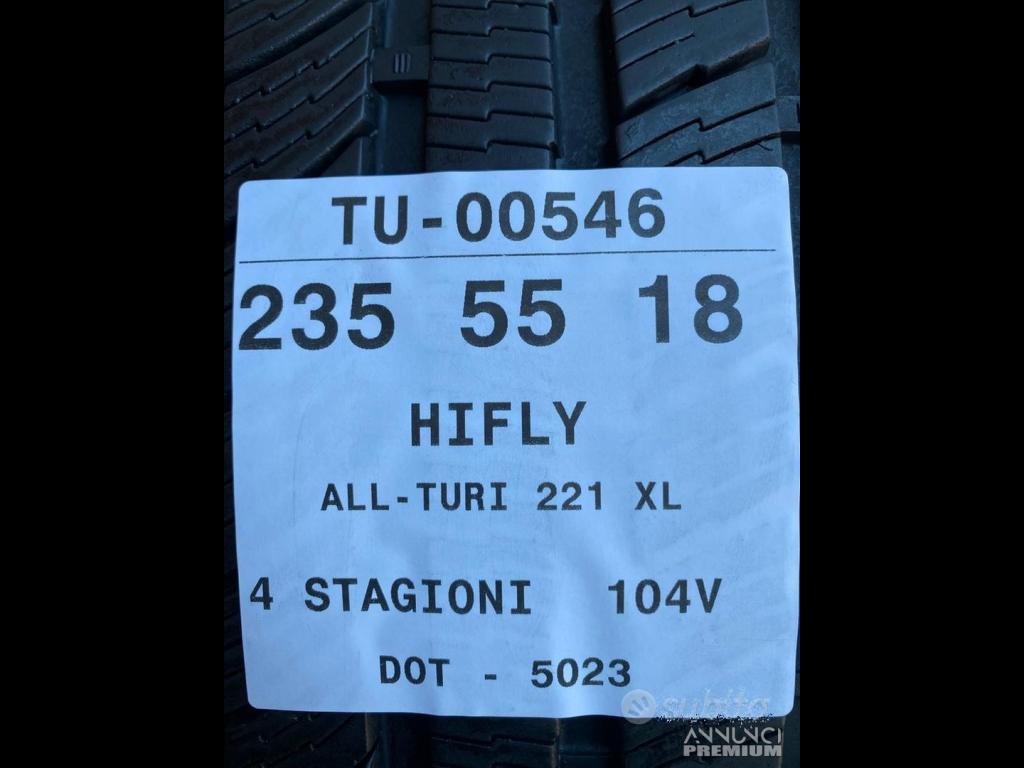 TU-00546
235 55 18
HIFLY
ALL-TURI 221 XL
4 STAGIONI 104V
DOT - 5023
subito
ANNUNCI
PREMIUM